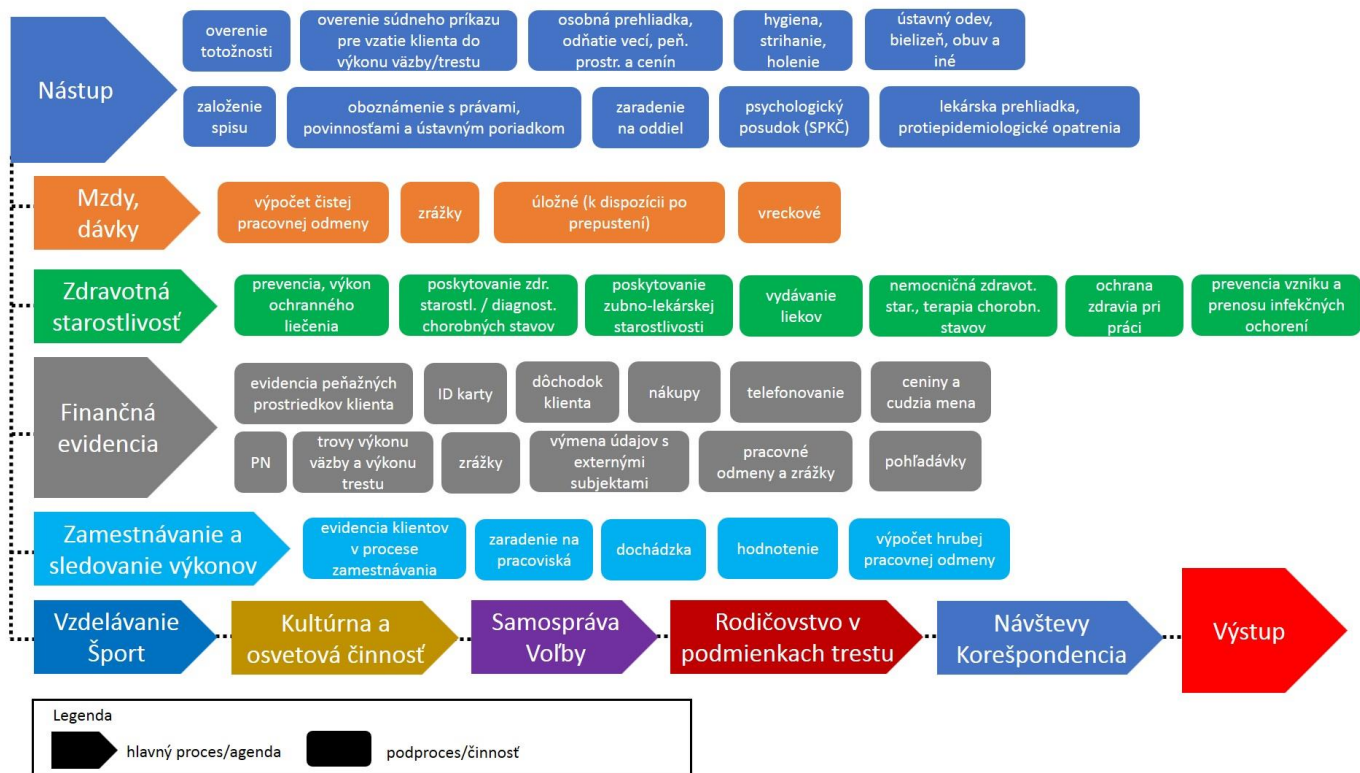 Nástup
overenie
totožnosti
overenie súdneho príkazu
pre vzatie klienta do
výkonu väzby/trestu
osobná prehliadka,
odňatie vecí, peň.
prostr. a cenín
hygiena,
strihanie,
holenie
ústavný odev,
bielizeň, obuv a
iné
založenie
spisu
oboznámenie s právami,
povinnosťami a ústavným poriadkom
zaradenie
na oddiel
psychologický
posudok (SPKČ)
lekárska prehliadka,
protiepidemiologické opatrenia
Mzdy,
dávky
výpočet čistej
pracovnej odmeny
zrážky
úložné (k dispozícii po
prepustení)
vreckové
Zdravotná
starostlivosť
prevencia, výkon
ochranného
liečenia
poskytovanie zdr.
starostl. / diagnost.
chorobných stavov
poskytovanie
zubno-lekárskej
starostlivosti
vydávanie
liekov
nemocničná zdravot.
star., terapia chorobn.
stavov
ochrana
zdravia pri
práci
prevencia vzniku a
prenosu infekčných
ochorení
Finančná
evidencia
evidencia peňažných
prostriedkov klienta
ID karty
dôchodok
klienta
nákupy
telefonovanie
ceniny a
cudzia mena
PN
trovy výkonu
väzby a výkonu
trestu
zrážky
výmena údajov s
externými
subjektami
pracovné
odmeny a zrážky
pohľadávky
Zamestnávanie a
sledovanie výkonov
evidencia klientov
v procese
zamestnávania
zaradenie na
pracoviská
dochádzka
hodnotenie
výpočet hrubej
pracovnej odmeny
Vzdelávanie
Šport
Kultúrna a
osvetová činnosť
Samospráva
Voľby
Rodičovstvo v
podmienkach trestu
Návštevy
Korešpondencia
Výstup
Legenda
hlavný proces/agenda
podproces/činnosť